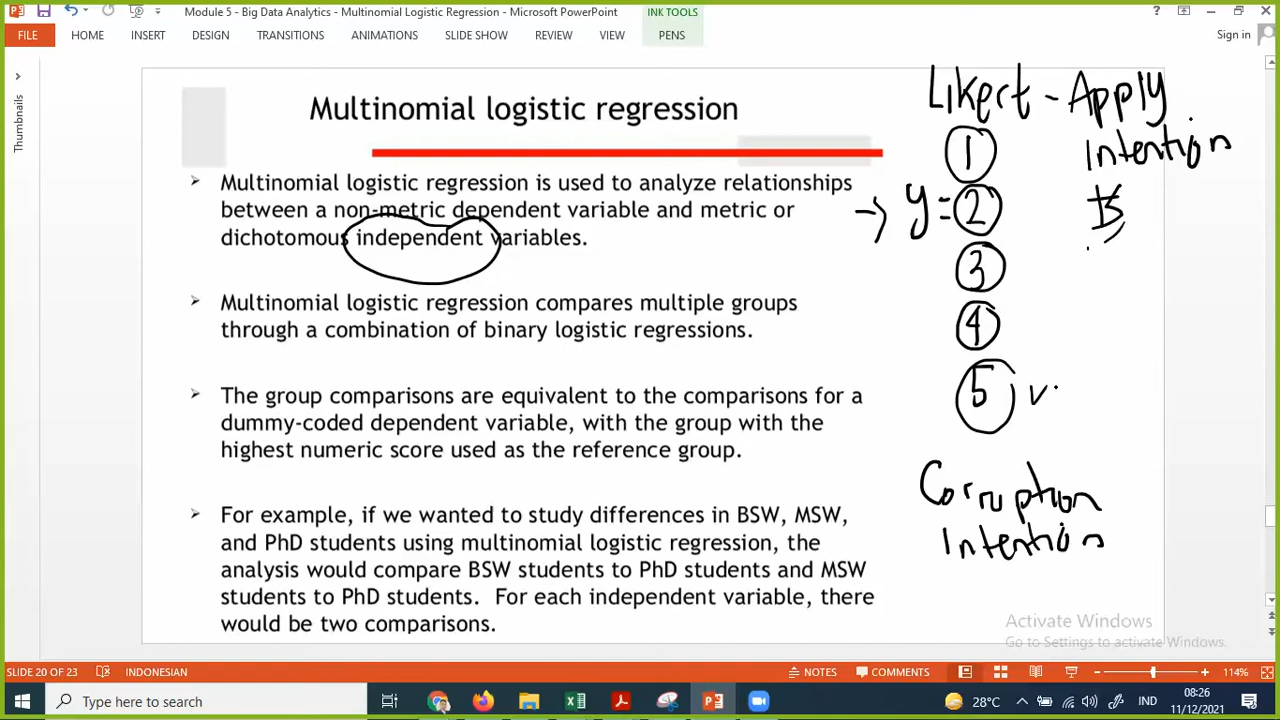 Module 5 - Big Data Analytics - Multinomial Logistic Regression - Microsoft PowerPoint
INK TOOLS
FILE HOME INSERT DESIGN TRANSITIONS ANIMATIONS SLIDE SHOW REVIEW VIEW PENS
Sign in
Thumbnails
Multinomial logistic regression
Multinomial logistic regression is used to analyze relationships
between a non-metric dependent variable and metric or
dichotomous independent variables.
Multinomial logistic regression compares multiple groups
through a combination of binary logistic regressions.
The group comparisons are equivalent to the comparisons for a
dummy-coded dependent variable, with the group with the
highest numeric score used as the reference group.
For example, if we wanted to study differences in BSW, MSW,
and PhD students using multinomial logistic regression, the
analysis would compare BSW students to PhD students and MSW
students to PhD students. For each independent variable, there
would be two comparisons.
Likert - Apply
Intention
1
→ y = 2
3
4
5
Corruption
Intention
Activate Windows
Go to Settings to activate Windows.
SLIDE 20 OF 23 INDONESIAN NOTES COMMENTS 114%
Type here to search
28°C
IND
08:26
11/12/2021